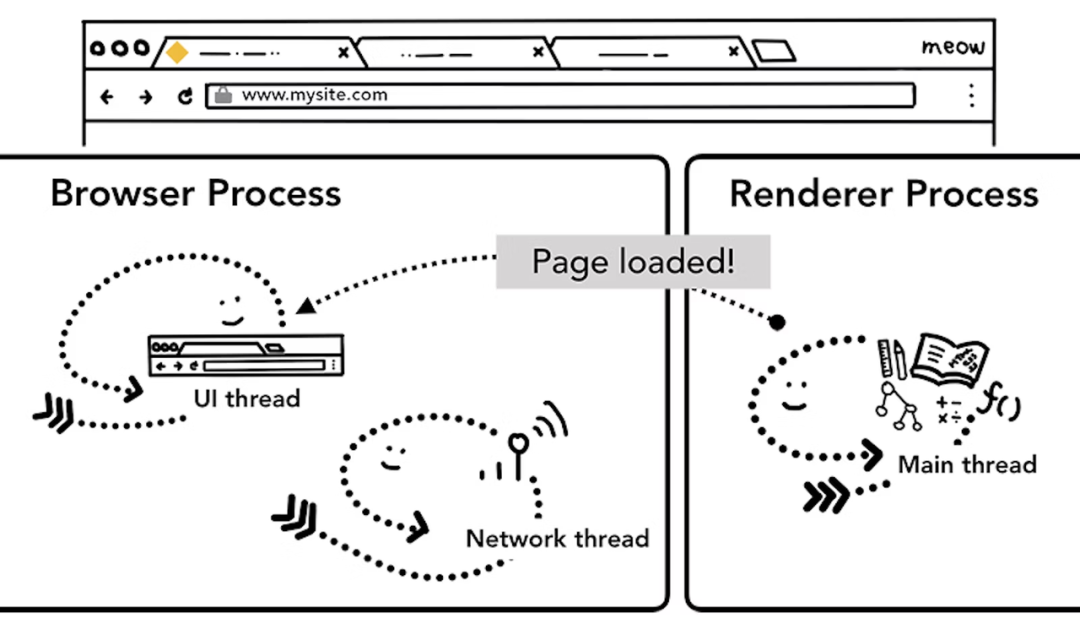 meow
www.mysite.com
Browser Process
Renderer Process
Page loaded!
UI thread
f()
Main thread
Network thread